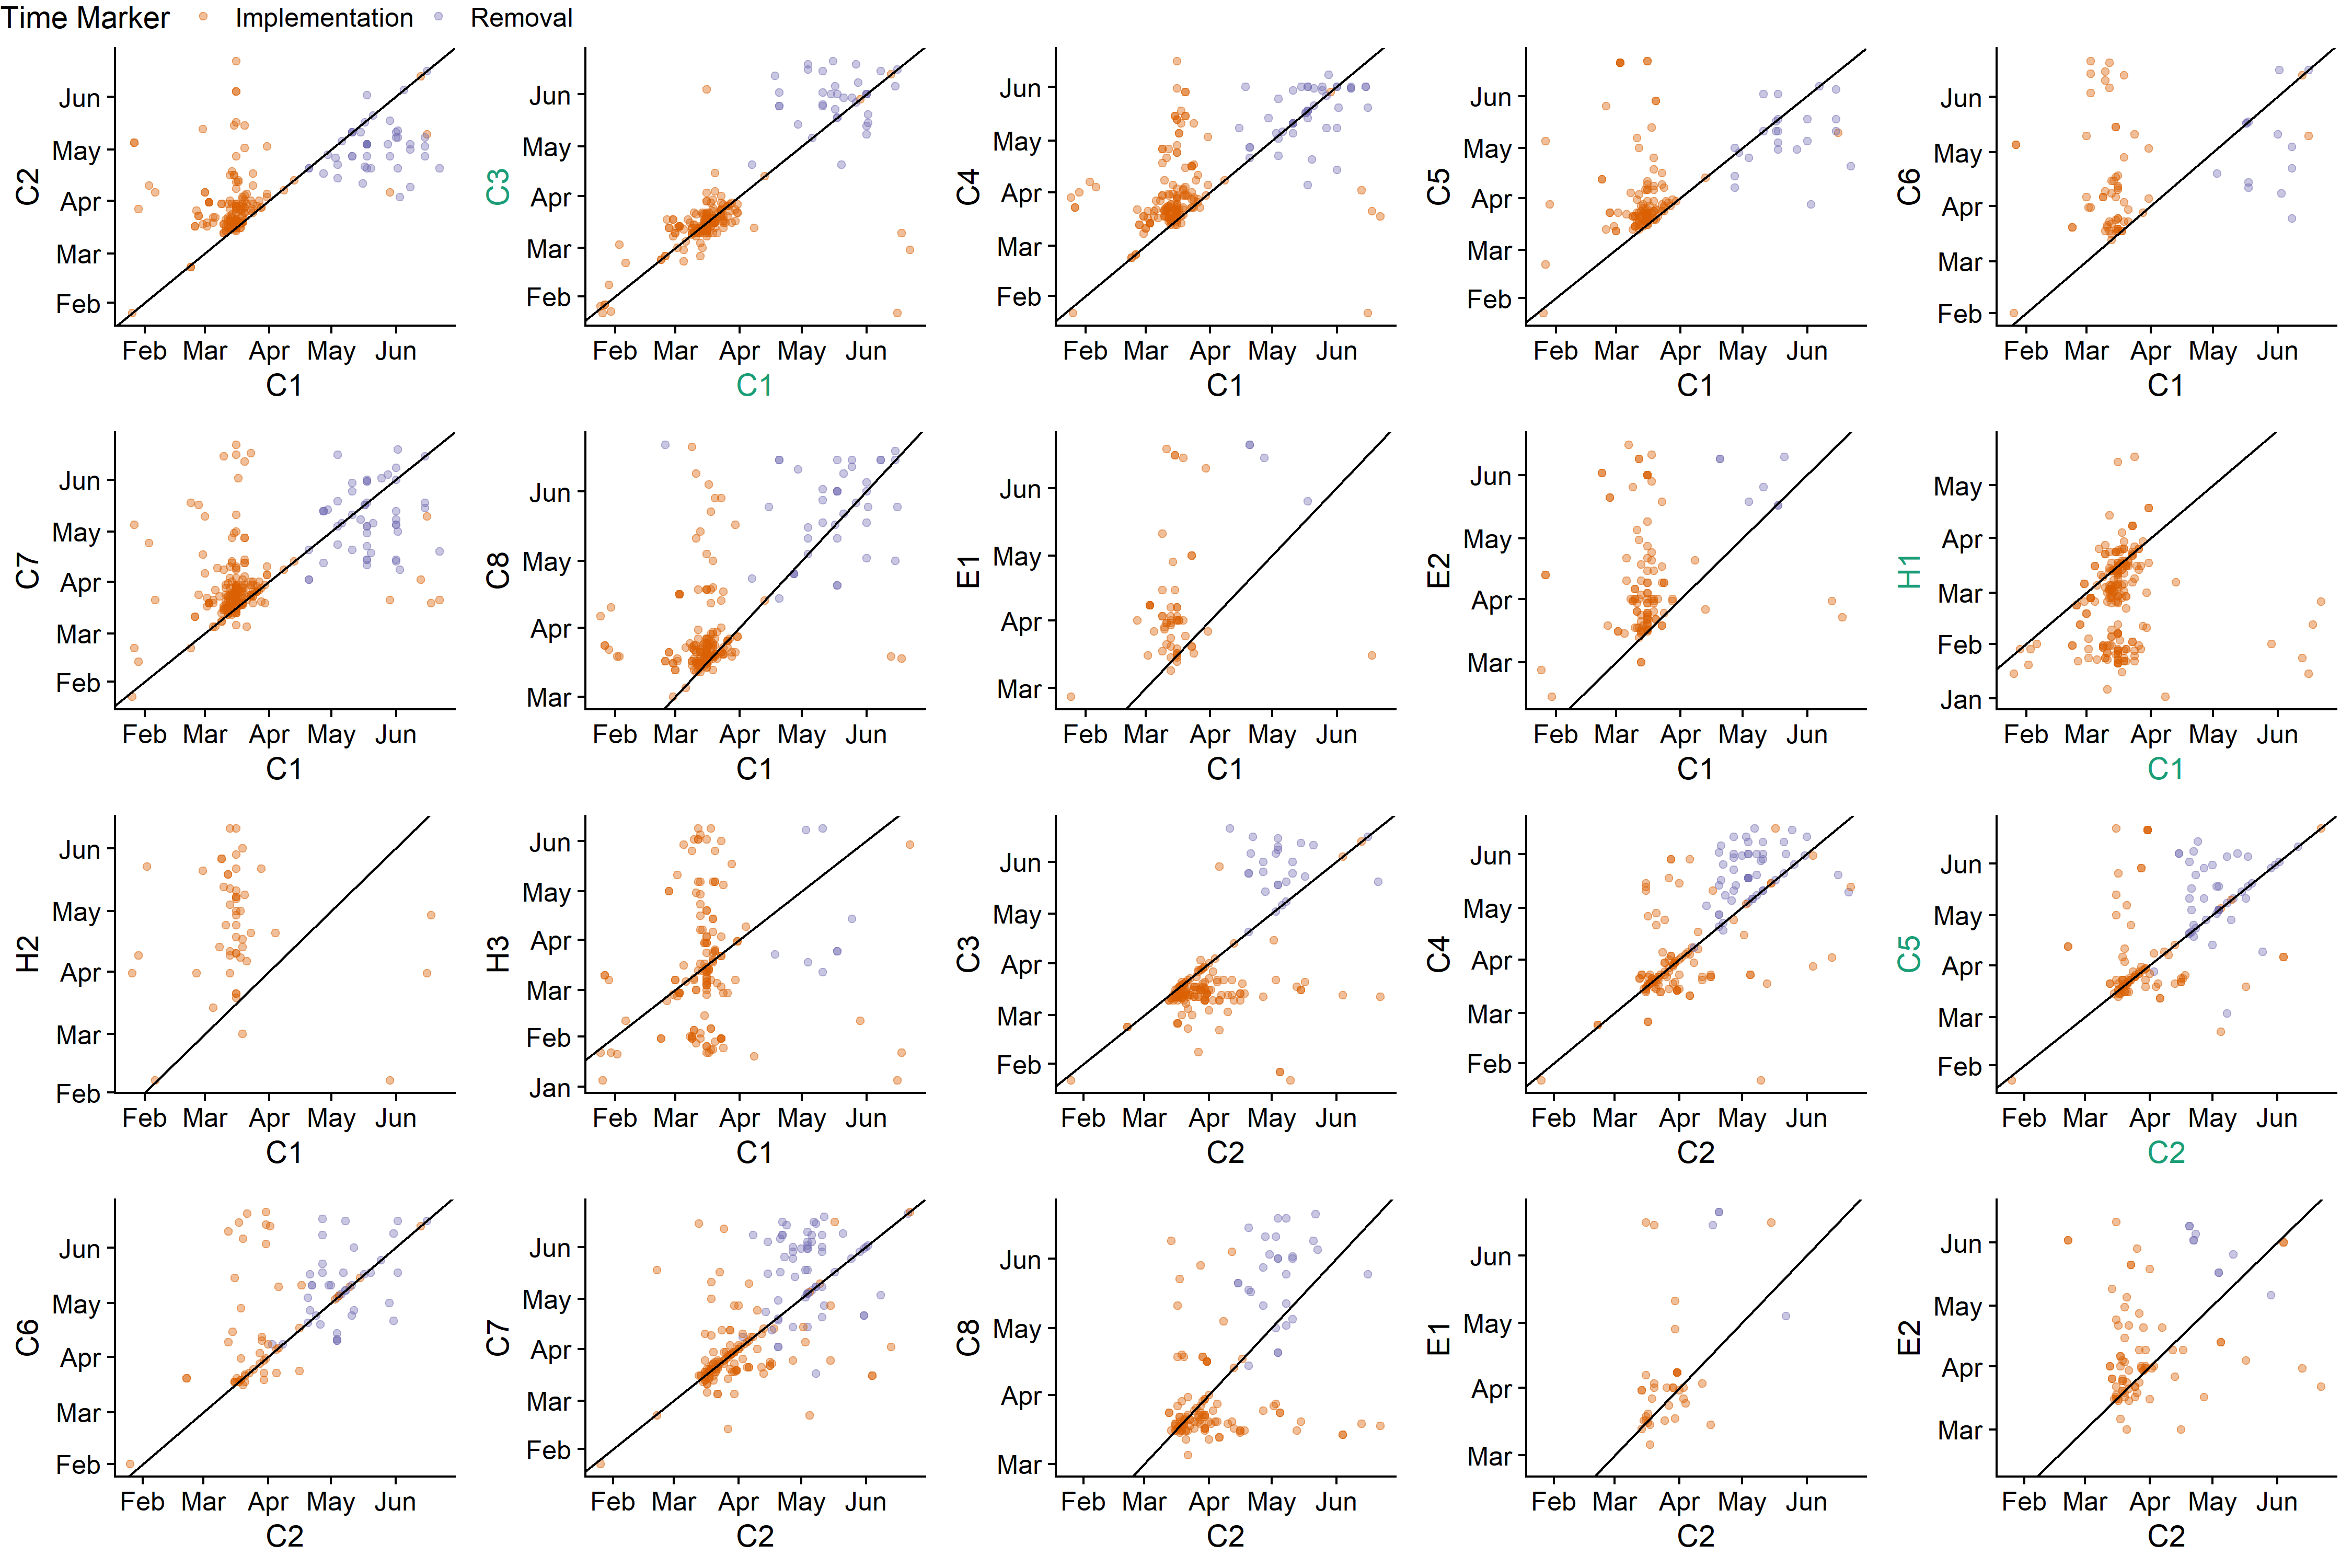 Time Marker Implementation Removal
C2 Jun May Apr Mar Feb
Feb Mar Apr May Jun
C1
C3 Jun May Apr Mar Feb
Feb Mar Apr May Jun
C1
C4 Jun May Apr Mar Feb
Feb Mar Apr May Jun
C1
C5 Jun May Apr Mar Feb
Feb Mar Apr May Jun
C1
C6 Jun May Apr Mar Feb
Feb Mar Apr May Jun
C1
C7 Jun May Apr Mar Feb
Feb Mar Apr May Jun
C1
C8 Jun May Apr Mar
Feb Mar Apr May Jun
C1
E1 Jun May Apr Mar
Feb Mar Apr May Jun
C1
E2 Jun May Apr Mar
Feb Mar Apr May Jun
C1
H1 May Apr Mar Feb Jan
Feb Mar Apr May Jun
C1
H2 Jun May Apr Mar Feb
Feb Mar Apr May Jun
C1
H3 Jun May Apr Mar Feb Jan
Feb Mar Apr May Jun
C1
C3 Jun May Apr Mar Feb
Feb Mar Apr May Jun
C2
C4 Jun May Apr Mar Feb
Feb Mar Apr May Jun
C2
C5 Jun May Apr Mar Feb
Feb Mar Apr May Jun
C2
C6 Jun May Apr Mar Feb
Feb Mar Apr May Jun
C2
C7 Jun May Apr Mar Feb
Feb Mar Apr May Jun
C2
C8 Jun May Apr Mar
Feb Mar Apr May Jun
C2
E1 Jun May Apr Mar
Feb Mar Apr May Jun
C2
E2 Jun May Apr Mar
Feb Mar Apr May Jun
C2